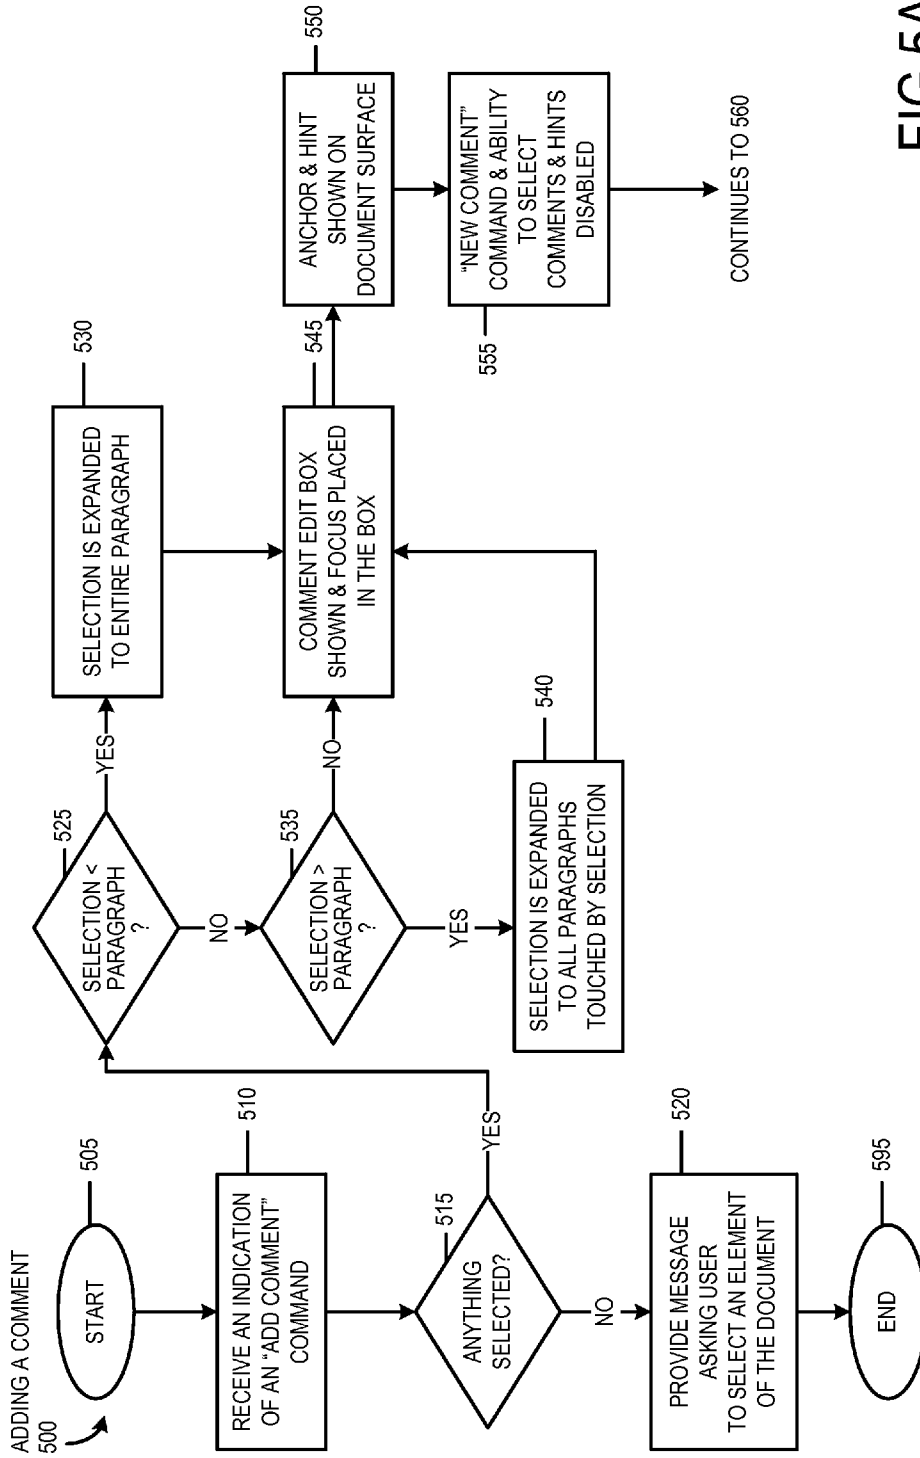 ADDING A COMMENT
500
START
505
RECEIVE AN INDICATION
OF AN "ADD COMMENT"
COMMAND
510
ANYTHING
SELECTED?
515
YES
NO
PROVIDE MESSAGE
ASKING USER
TO SELECT AN ELEMENT
OF THE DOCUMENT
520
END
595
SELECTION <
PARAGRAPH
?
525
YES
NO
SELECTION >
PARAGRAPH
?
535
NO
YES
SELECTION IS EXPANDED
TO ALL PARAGRAPHS
TOUCHED BY SELECTION
540
SELECTION IS EXPANDED
TO ENTIRE PARAGRAPH
530
COMMENT EDIT BOX
SHOWN & FOCUS PLACED
IN THE BOX
545
ANCHOR & HINT
SHOWN ON
DOCUMENT SURFACE
550
"NEW COMMENT"
COMMAND & ABILITY
TO SELECT
COMMENTS & HINTS
DISABLED
555
CONTINUES TO 560
FIG 5A